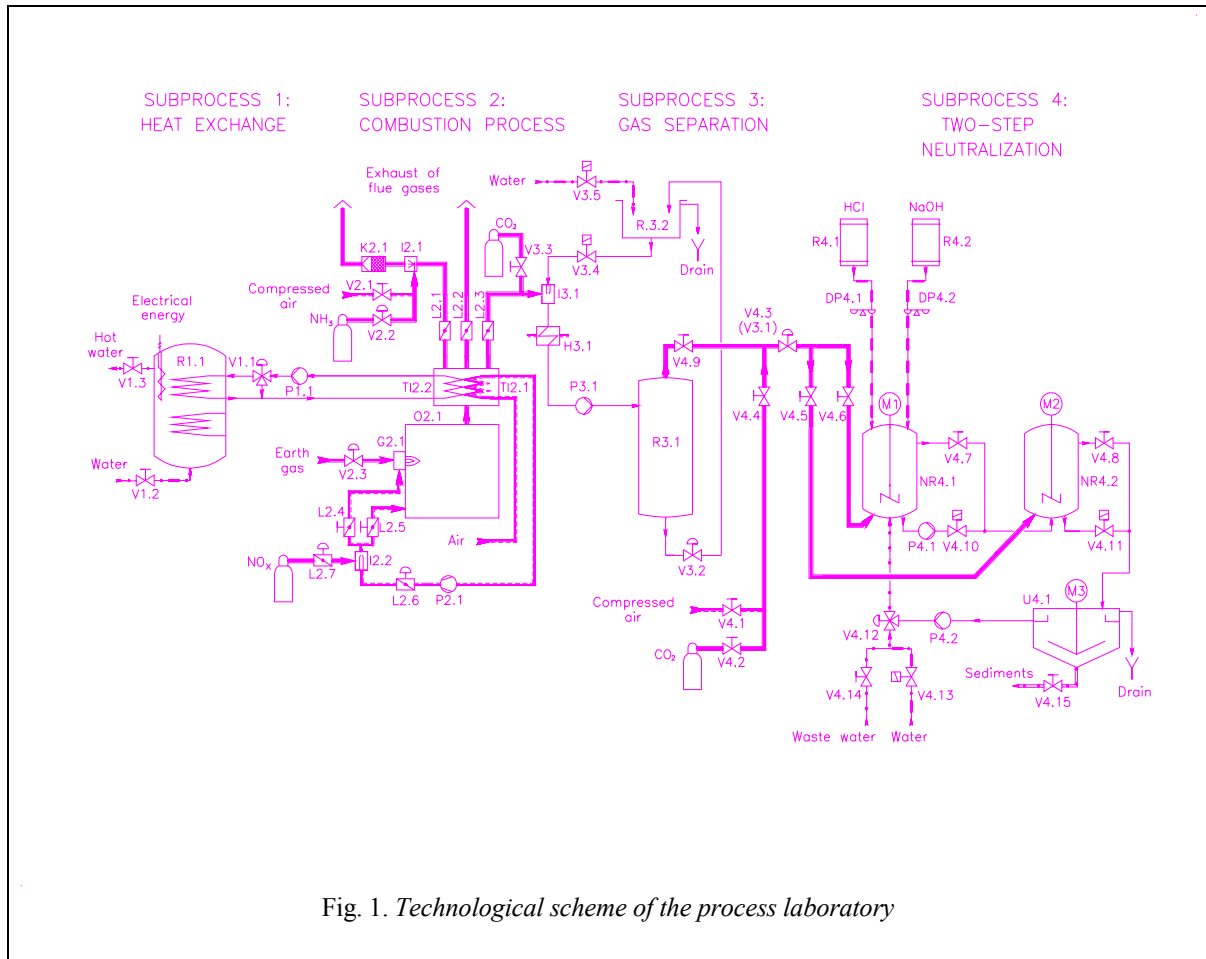 SUBPROCESS 1:
HEAT EXCHANGE
SUBPROCESS 2:
COMBUSTION PROCESS
SUBPROCESS 3:
GAS SEPARATION
SUBPROCESS 4:
TWO-STEP
NEUTRALIZATION
Exhaust of
flue gases
K2.1
I2.1
V2.1
Compressed
air
NH₃
V2.2
L2.1
L2.2
L2.3
CO₂
V3.3
Water
V3.5
R.3.2
V3.4
Drain
I3.1
H3.1
P3.1
Electrical
energy
Hot
water
V1.3
R1.1
V1.1
P1.1
TI2.2
TI2.1
Water
V1.2
O2.1
G2.1
Earth
gas
V2.3
L2.4
L2.5
Air
NOₓ
L2.7
I2.2
L2.6
P2.1
V4.9
R3.1
V3.2
V4.3
(V3.1)
V4.4
V4.5
V4.6
Compressed
air
V4.1
CO₂
V4.2
HCl
R4.1
NaOH
R4.2
DP4.1
DP4.2
M1
V4.7
NR4.1
P4.1
V4.10
M2
V4.8
NR4.2
V4.11
V4.12
P4.2
U4.1
M3
Sediments
V4.15
Drain
V4.14
V4.13
Waste water
Water
Fig. 1. Technological scheme of the process laboratory